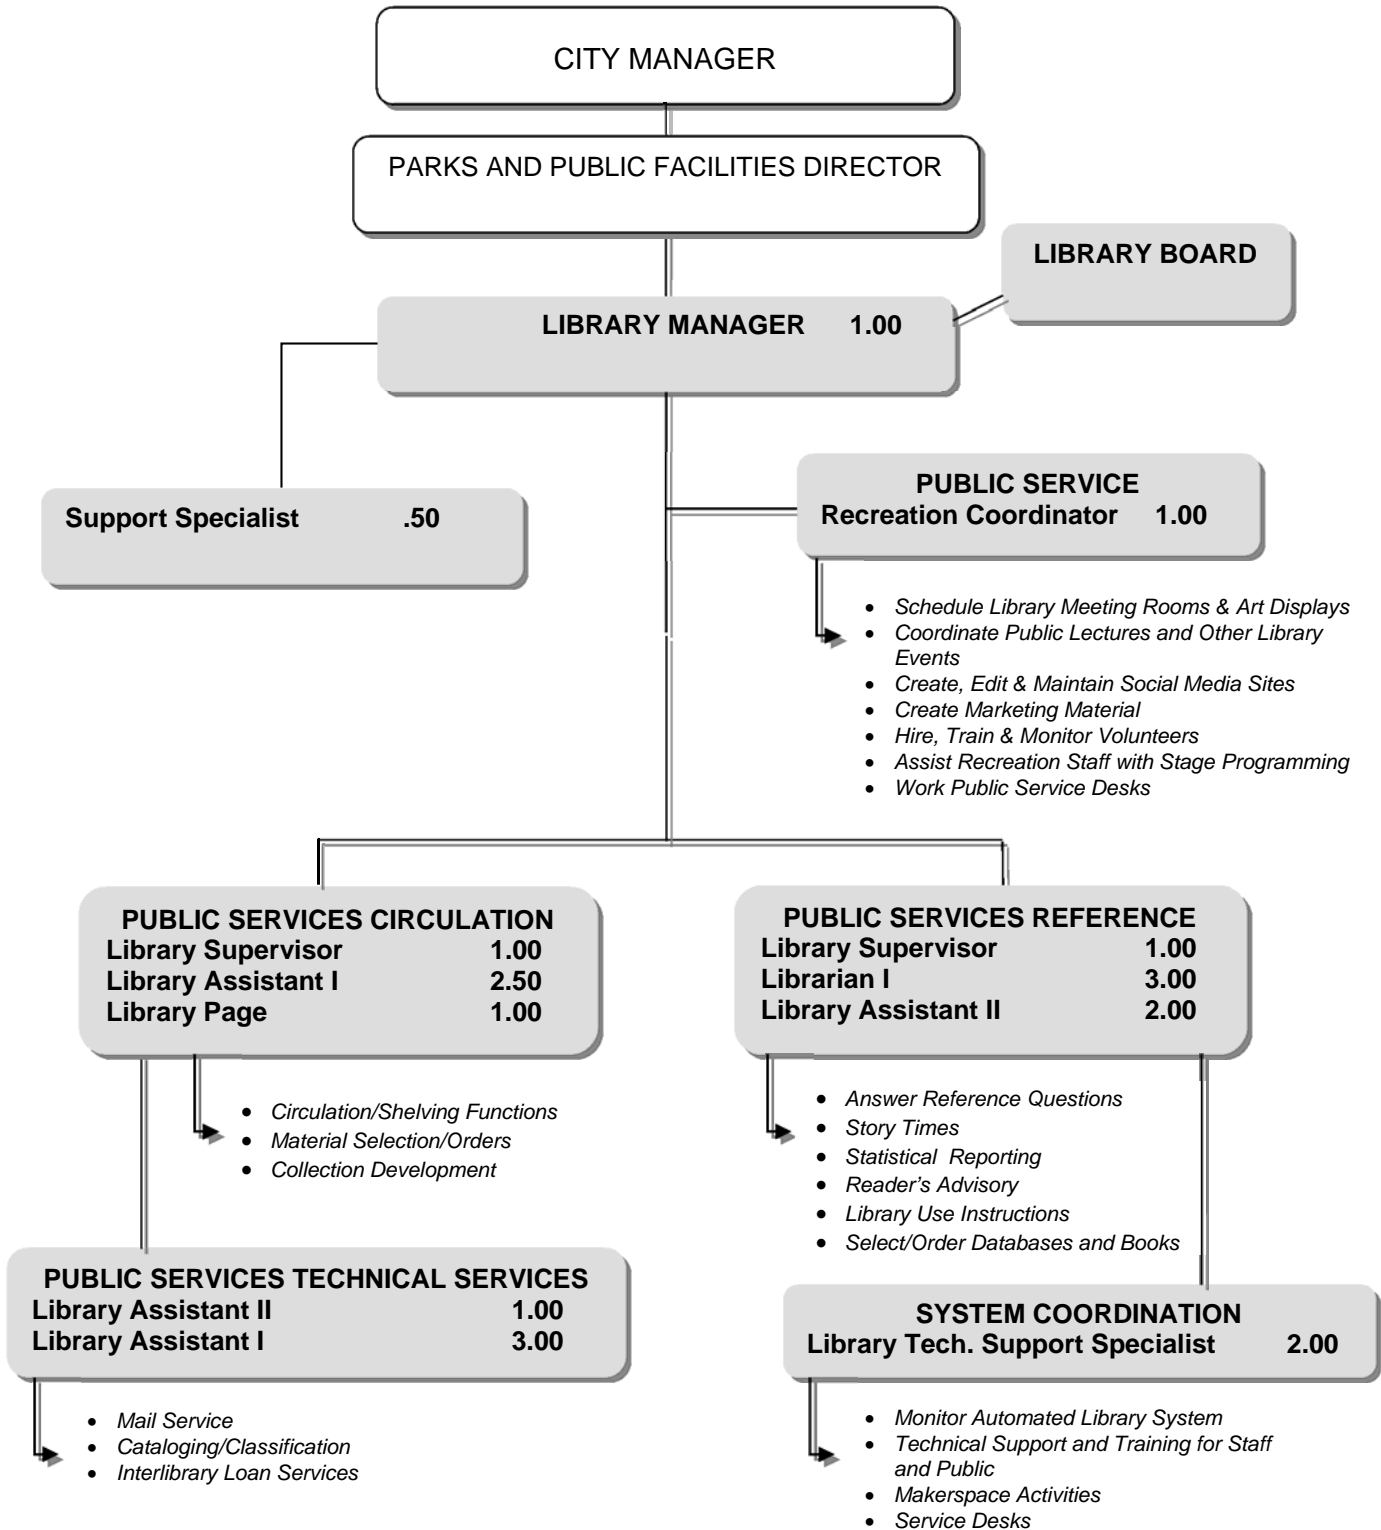 CITY MANAGER
PARKS AND PUBLIC FACILITIES DIRECTOR
LIBRARY BOARD
LIBRARY MANAGER 1.00
Support Specialist .50
PUBLIC SERVICE
Recreation Coordinator 1.00
• Schedule Library Meeting Rooms & Art Displays
• Coordinate Public Lectures and Other Library
Events
• Create, Edit & Maintain Social Media Sites
• Create Marketing Material
• Hire, Train & Monitor Volunteers
• Assist Recreation Staff with Stage Programming
• Work Public Service Desks
PUBLIC SERVICES CIRCULATION
Library Supervisor 1.00
Library Assistant I 2.50
Library Page 1.00
• Circulation/Shelving Functions
• Material Selection/Orders
• Collection Development
PUBLIC SERVICES REFERENCE
Library Supervisor 1.00
Librarian I 3.00
Library Assistant II 2.00
• Answer Reference Questions
• Story Times
• Statistical Reporting
• Reader’s Advisory
• Library Use Instructions
• Select/Order Databases and Books
PUBLIC SERVICES TECHNICAL SERVICES
Library Assistant II 1.00
Library Assistant I 3.00
• Mail Service
• Cataloging/Classification
• Interlibrary Loan Services
SYSTEM COORDINATION
Library Tech. Support Specialist 2.00
• Monitor Automated Library System
• Technical Support and Training for Staff
and Public
• Makerspace Activities
• Service Desks